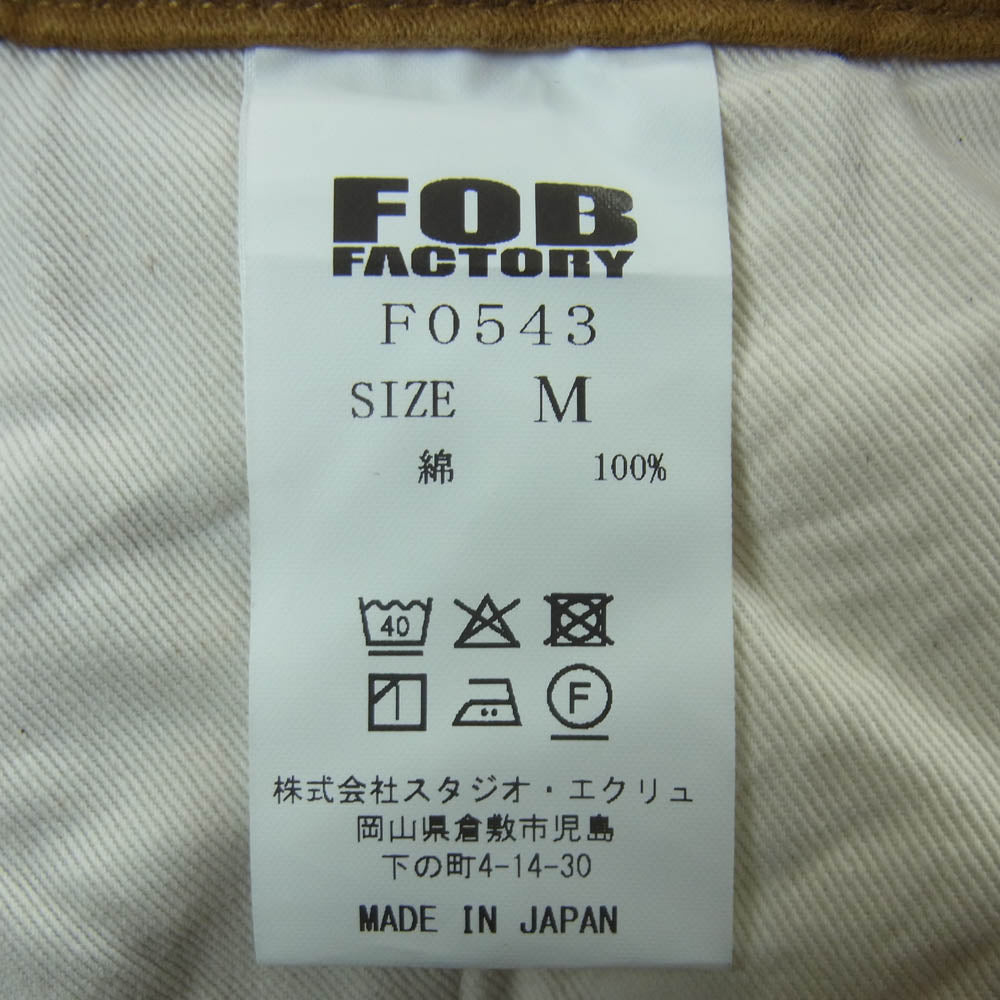 FOB
FACTORY
F0543
SIZE M
綿 100%
40
F
株式会社スタジオ・エクリュ
岡山県倉敷市児島
下の町4-14-30
MADE IN JAPAN